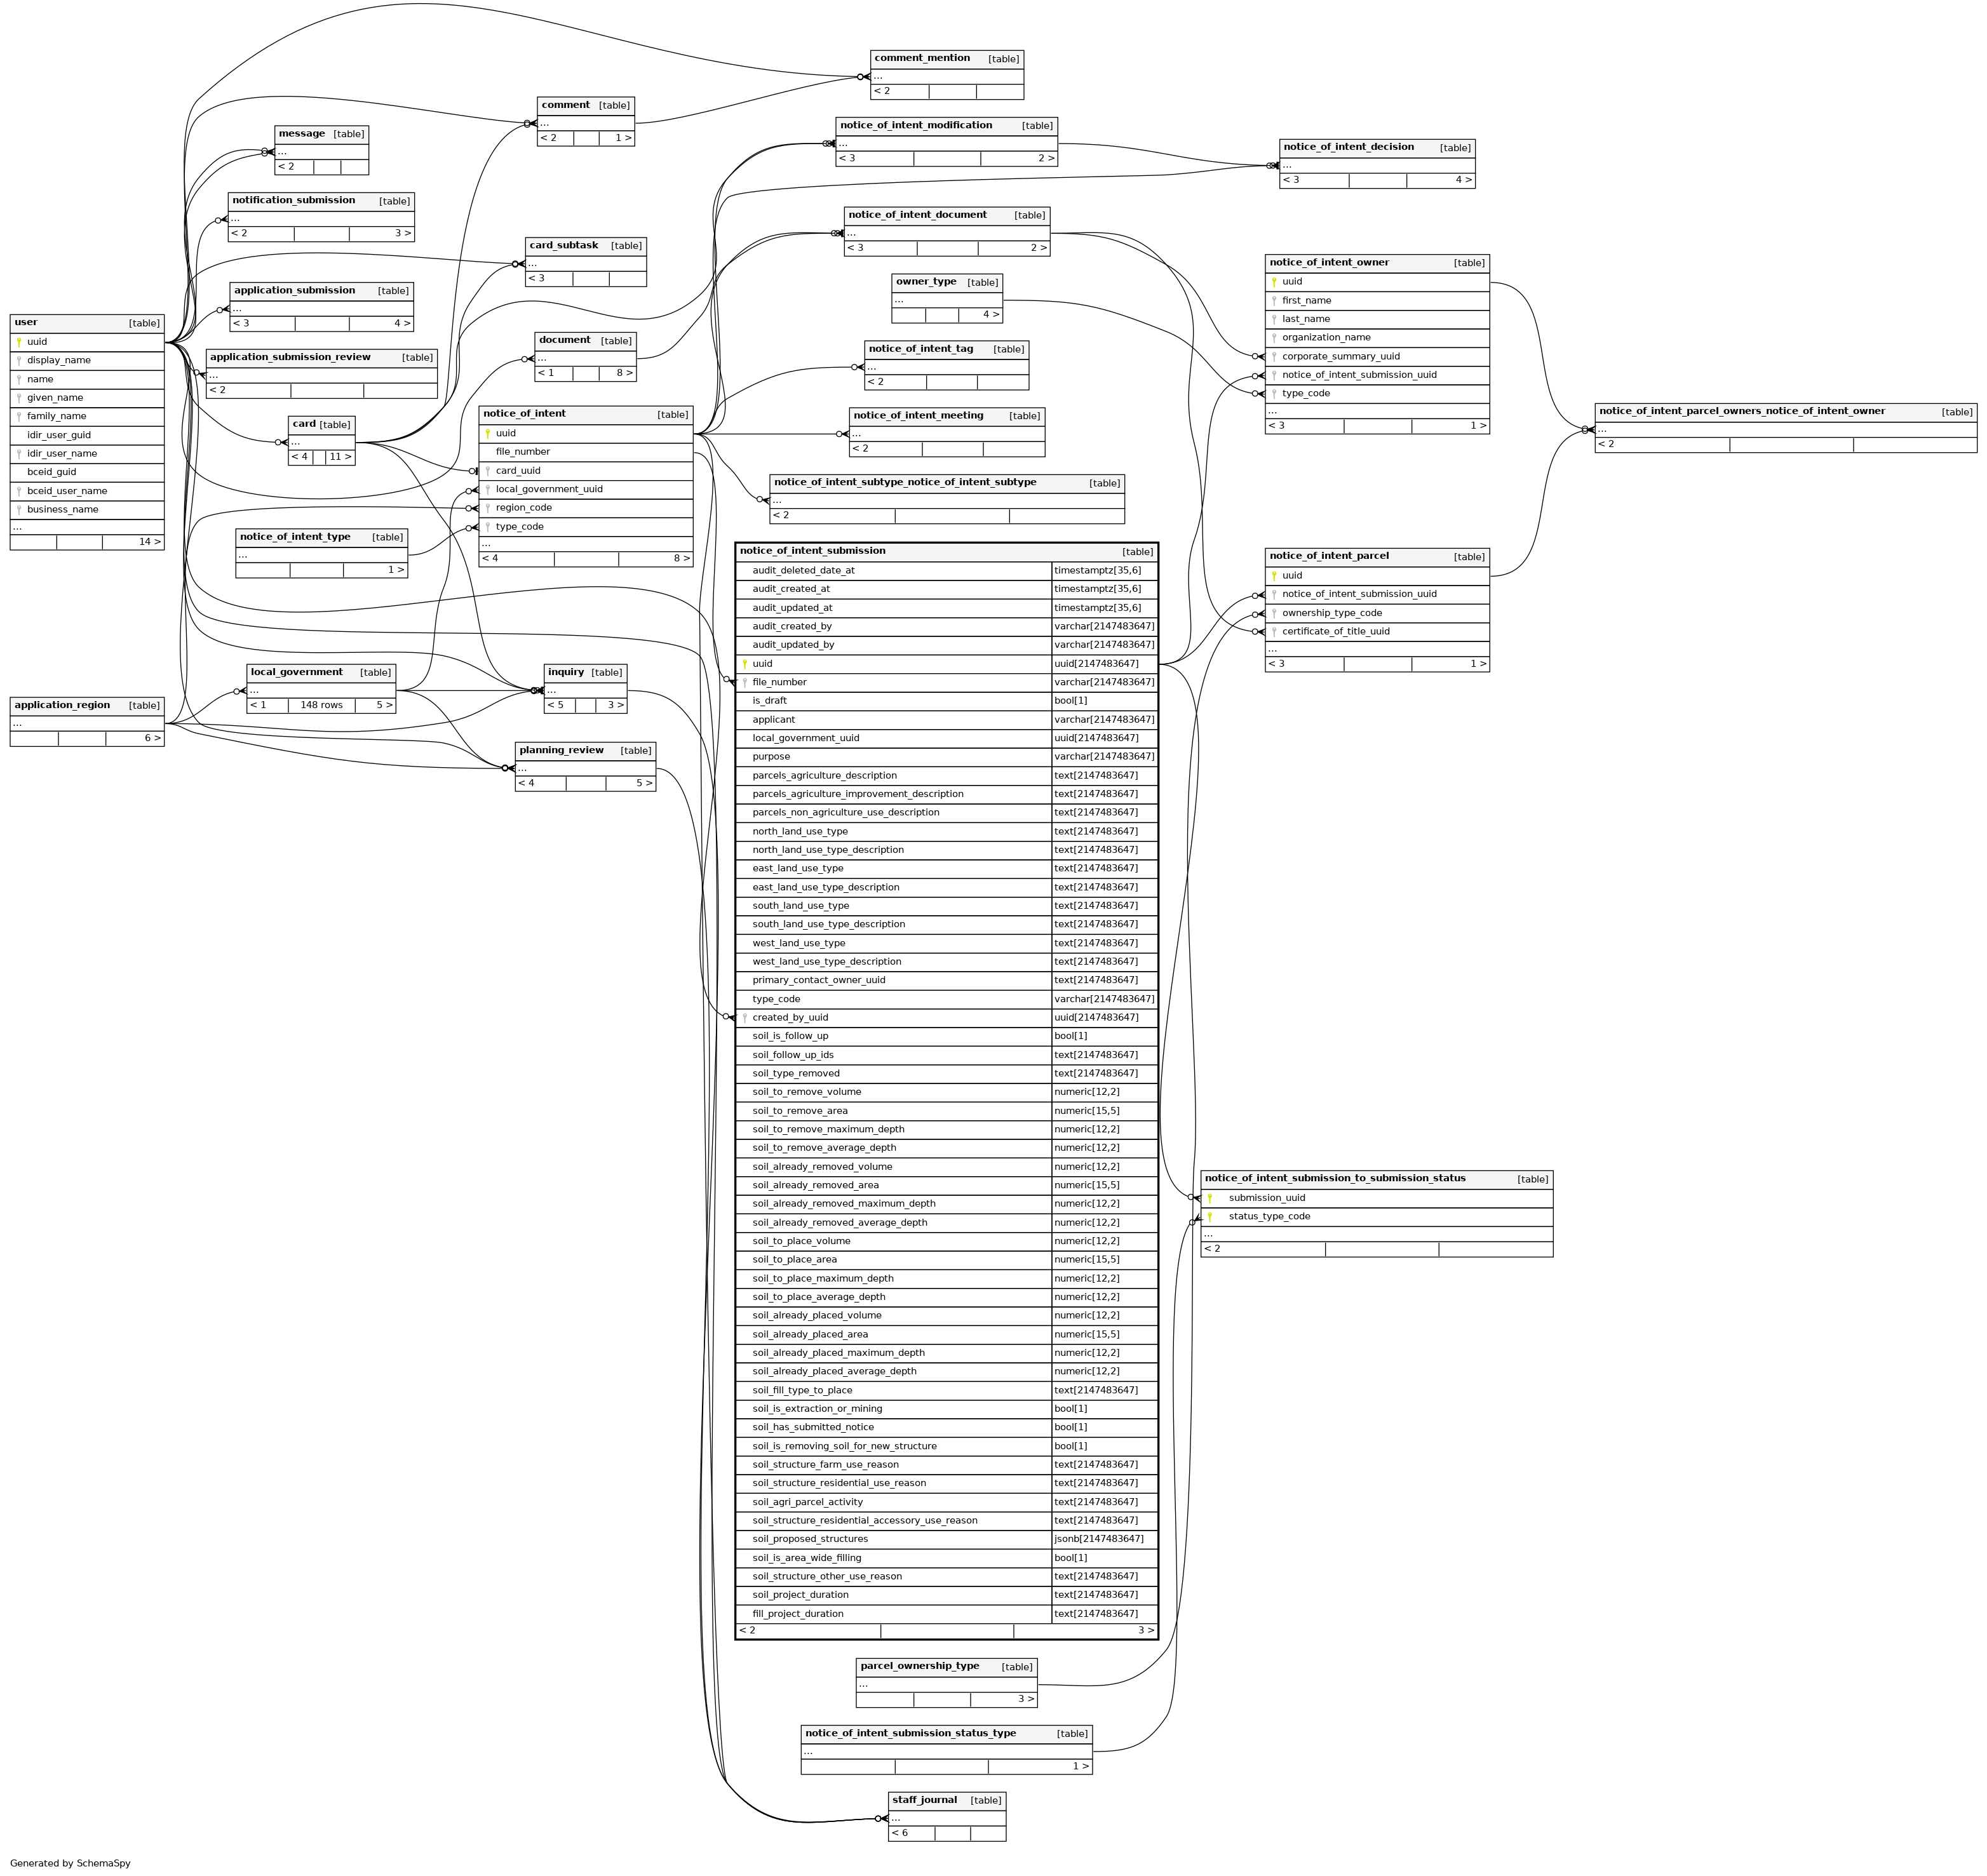 comment_mention [table]
...
< 2
comment [table]
...
< 2 1 >
message [table]
...
< 2
notice_of_intent_modification [table]
...
< 3 2 >
notice_of_intent_decision [table]
...
< 3 4 >
notification_submission [table]
...
< 2 3 >
notice_of_intent_document [table]
...
< 3 2 >
card_subtask [table]
...
< 3
notice_of_intent_owner [table]
uuid
first_name
last_name
organization_name
corporate_summary_uuid
notice_of_intent_submission_uuid
type_code
...
< 3 1 >
owner_type [table]
...
4 >
application_submission [table]
...
< 3 4 >
user [table]
uuid
display_name
name
given_name
family_name
idir_user_guid
idir_user_name
bceid_guid
bceid_user_name
business_name
...
14 >
document [table]
...
< 1 8 >
application_submission_review [table]
...
< 2
notice_of_intent_tag [table]
...
< 2
notice_of_intent_parcel_owners_notice_of_intent_owner [table]
...
< 2
notice_of_intent [table]
uuid
file_number
card_uuid
local_government_uuid
region_code
type_code
...
< 4 8 >
notice_of_intent_meeting [table]
...
< 2
card [table]
...
< 4 11 >
notice_of_intent_subtype_notice_of_intent_subtype [table]
...
< 2
notice_of_intent_type [table]
...
1 >
notice_of_intent_submission [table]
audit_deleted_date_at timestamptz[35,6]
audit_created_at timestamptz[35,6]
audit_updated_at timestamptz[35,6]
audit_created_by varchar[2147483647]
audit_updated_by varchar[2147483647]
uuid uuid[2147483647]
file_number varchar[2147483647]
is_draft bool[1]
applicant varchar[2147483647]
local_government_uuid uuid[2147483647]
purpose varchar[2147483647]
parcels_agriculture_description text[2147483647]
parcels_agriculture_improvement_description text[2147483647]
parcels_non_agriculture_use_description text[2147483647]
north_land_use_type text[2147483647]
north_land_use_type_description text[2147483647]
east_land_use_type text[2147483647]
east_land_use_type_description text[2147483647]
south_land_use_type text[2147483647]
south_land_use_type_description text[2147483647]
west_land_use_type text[2147483647]
west_land_use_type_description text[2147483647]
primary_contact_owner_uuid text[2147483647]
type_code varchar[2147483647]
created_by_uuid uuid[2147483647]
soil_is_follow_up bool[1]
soil_follow_up_ids text[2147483647]
soil_type_removed text[2147483647]
soil_to_remove_volume numeric[12,2]
soil_to_remove_area numeric[15,5]
soil_to_remove_maximum_depth numeric[12,2]
soil_to_remove_average_depth numeric[12,2]
soil_already_removed_volume numeric[12,2]
soil_already_removed_area numeric[15,5]
soil_already_removed_maximum_depth numeric[12,2]
soil_already_removed_average_depth numeric[12,2]
soil_to_place_volume numeric[12,2]
soil_to_place_area numeric[15,5]
soil_to_place_maximum_depth numeric[12,2]
soil_to_place_average_depth numeric[12,2]
soil_already_placed_volume numeric[12,2]
soil_already_placed_area numeric[15,5]
soil_already_placed_maximum_depth numeric[12,2]
soil_already_placed_average_depth numeric[12,2]
soil_fill_type_to_place text[2147483647]
soil_is_extraction_or_mining bool[1]
soil_has_submitted_notice bool[1]
soil_is_removing_soil_for_new_structure bool[1]
soil_structure_farm_use_reason text[2147483647]
soil_structure_residential_use_reason text[2147483647]
soil_agri_parcel_activity text[2147483647]
soil_structure_residential_accessory_use_reason text[2147483647]
soil_proposed_structures jsonb[2147483647]
soil_is_area_wide_filling bool[1]
soil_structure_other_use_reason text[2147483647]
soil_project_duration text[2147483647]
fill_project_duration text[2147483647]
< 2 3 >
notice_of_intent_parcel [table]
uuid
notice_of_intent_submission_uuid
ownership_type_code
certificate_of_title_uuid
...
< 3 1 >
local_government [table]
...
< 1 148 rows 5 >
inquiry [table]
...
< 5 3 >
application_region [table]
...
6 >
planning_review [table]
...
< 4 5 >
notice_of_intent_submission_to_submission_status [table]
submission_uuid
status_type_code
...
< 2
parcel_ownership_type [table]
...
3 >
notice_of_intent_submission_status_type [table]
...
1 >
staff_journal [table]
...
< 6
Generated by SchemaSpy